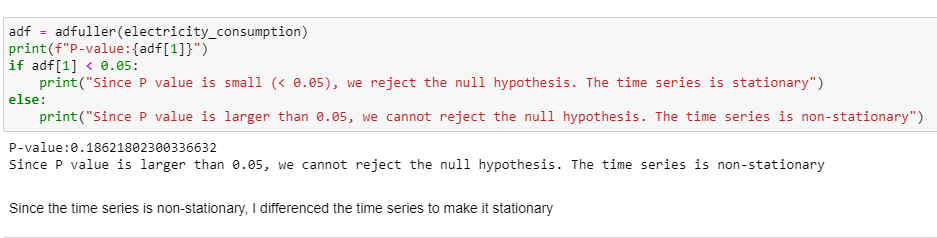 adf = adfuller(electricity_consumption)
print(f"P-value:{adf[1]}")
if adf[1] < 0.05:
    print("Since P value is small (< 0.05), we reject the null hypothesis. The time series is stationary")
else:
    print("Since P value is larger than 0.05, we cannot reject the null hypothesis. The time series is non-stationary")
P-value:0.18621802300336632
Since P value is larger than 0.05, we cannot reject the null hypothesis. The time series is non-stationary
Since the time series is non-stationary, I differenced the time series to make it stationary